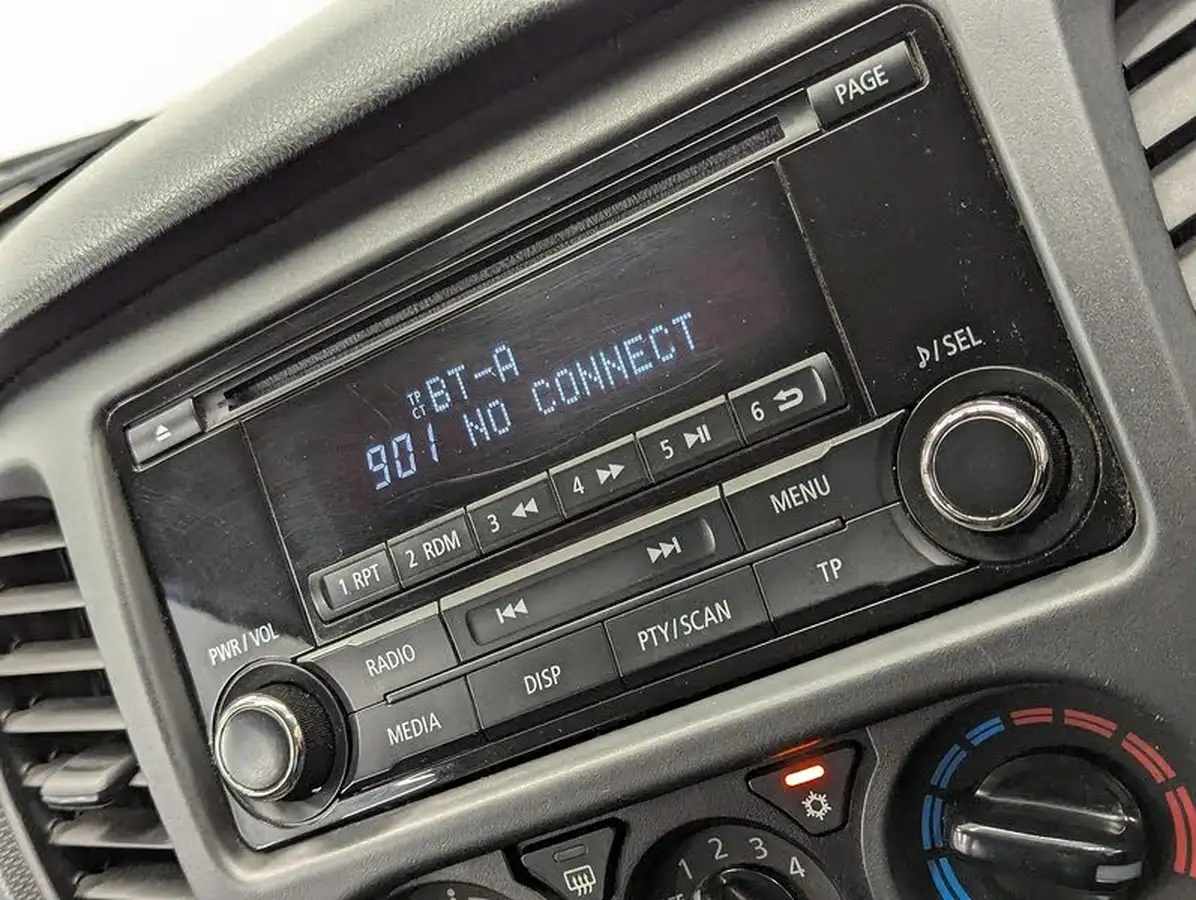 PAGE
♪/SEL
TP
CT
BT-A
901 NO CONNECT
1 RPT
2 RDM
3
4
5
6
PWR/VOL
RADIO
MENU
MEDIA
DISP
PTY/SCAN
TP
1
2
3
4